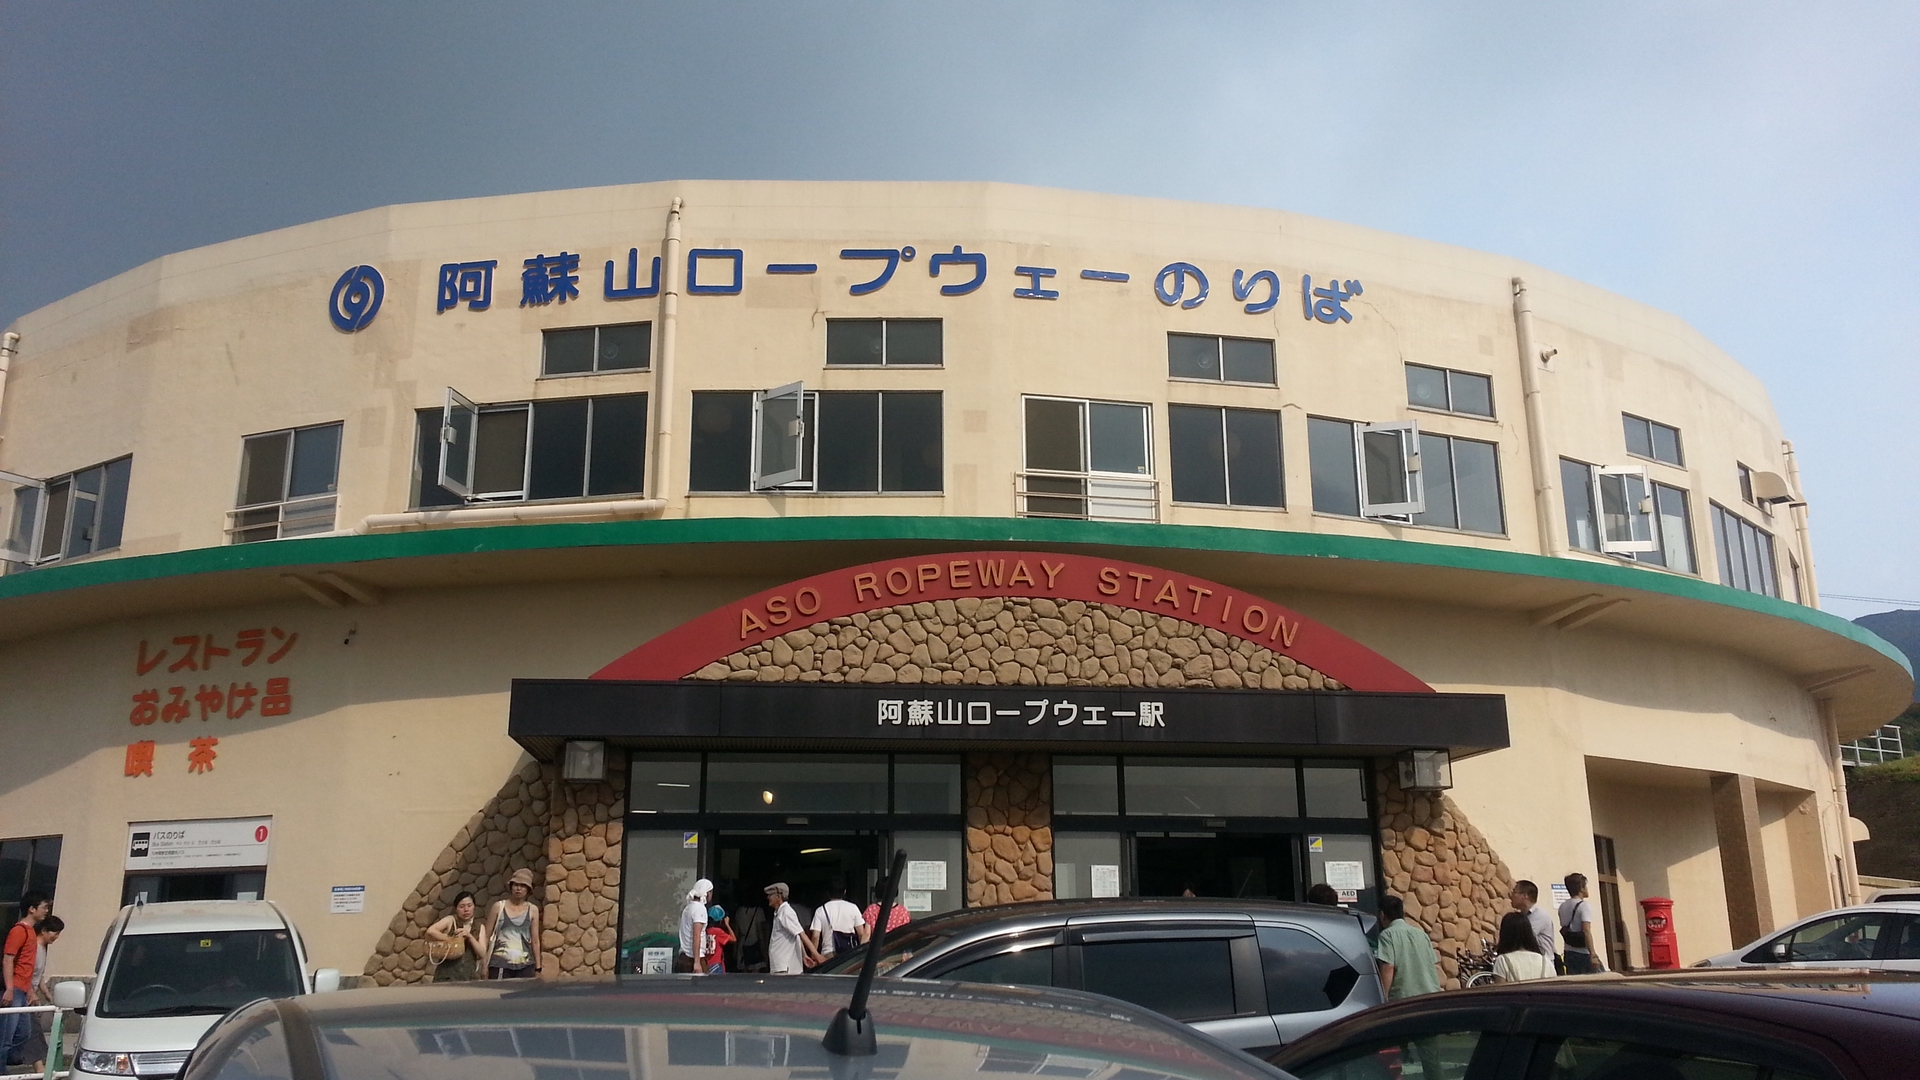 阿蘇山ロープウェーのりば
ASO ROPEWAY STATION
阿蘇山ロープウェー駅
レストラン
おみやげ品
喫茶
バスのりば
1
Bus Station
AED